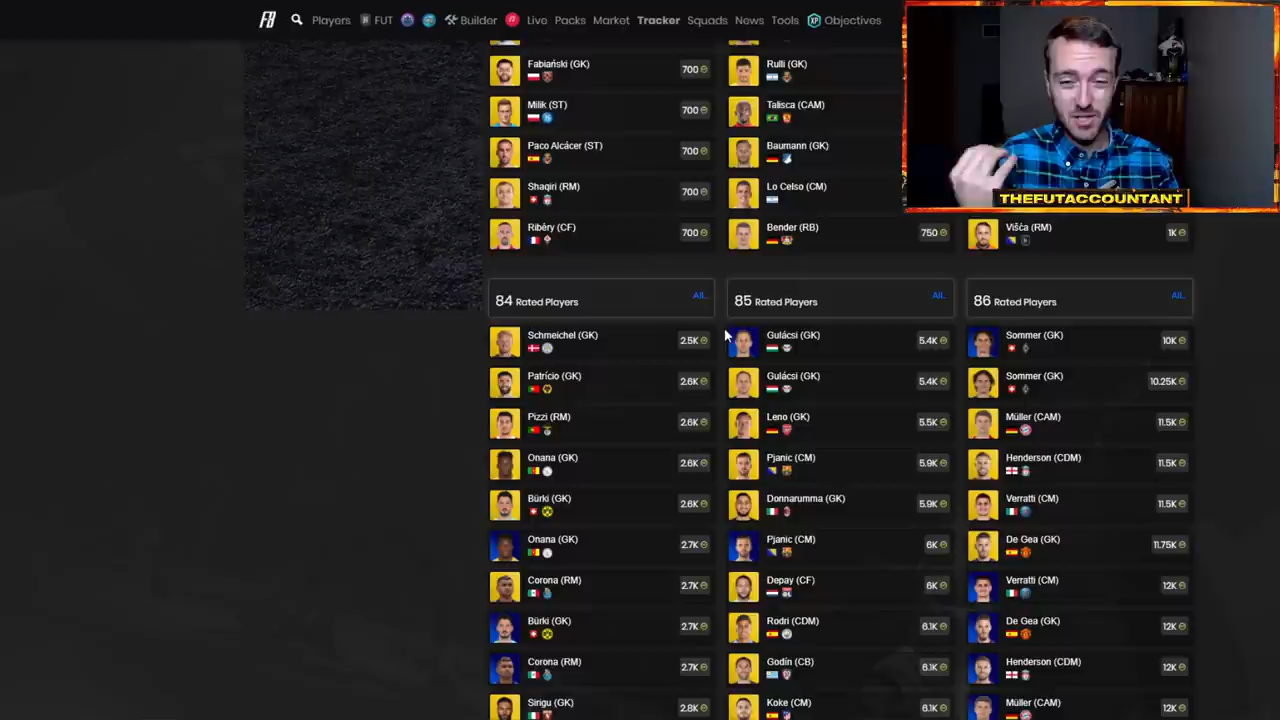 Players FUT Builder Live Packs Market Tracker Squads News Tools XP Objectives
Fabiański (GK) 700
Milik (ST) 700
Paco Alcácer (ST) 700
Shaqiri (RM) 700
Ribéry (CF) 700
Rulli (GK)
Talisca (CAM)
Baumann (GK)
Lo Celso (CM)
Bender (RB) 750
Višća (RM) 1K
THEFUTACCOUNTANT
84 Rated Players All..
Schmeichel (GK) 2.5K
Patrício (GK) 2.6K
Pizzi (RM) 2.6K
Onana (GK) 2.6K
Bürki (GK) 2.6K
Onana (GK) 2.7K
Corona (RM) 2.7K
Bürki (GK) 2.7K
Corona (RM) 2.7K
Sirigu (GK) 2.8K
85 Rated Players All..
Gulácsi (GK) 5.4K
Gulácsi (GK) 5.4K
Leno (GK) 5.5K
Pjanic (CM) 5.9K
Donnarumma (GK) 5.9K
Pjanic (CM) 6K
Depay (CF) 6K
Rodri (CDM) 6.1K
Godín (CB) 6.1K
Koke (CM) 6.1K
86 Rated Players All..
Sommer (GK) 10K
Sommer (GK) 10.25K
Müller (CAM) 11.5K
Henderson (CDM) 11.5K
Verratti (CM) 11.5K
De Gea (GK) 11.75K
Verratti (CM) 12K
De Gea (GK) 12K
Henderson (CDM) 12K
Müller (CAM) 12K